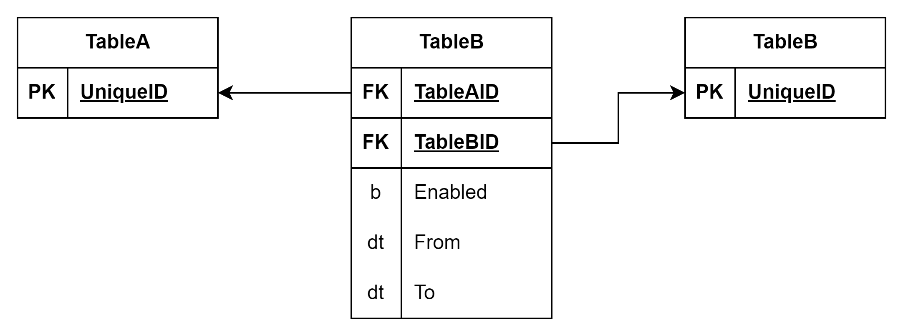 TableA
PK UniqueID
TableB
FK TableAID
FK TableBID
b Enabled
dt From
dt To
TableB
PK UniqueID